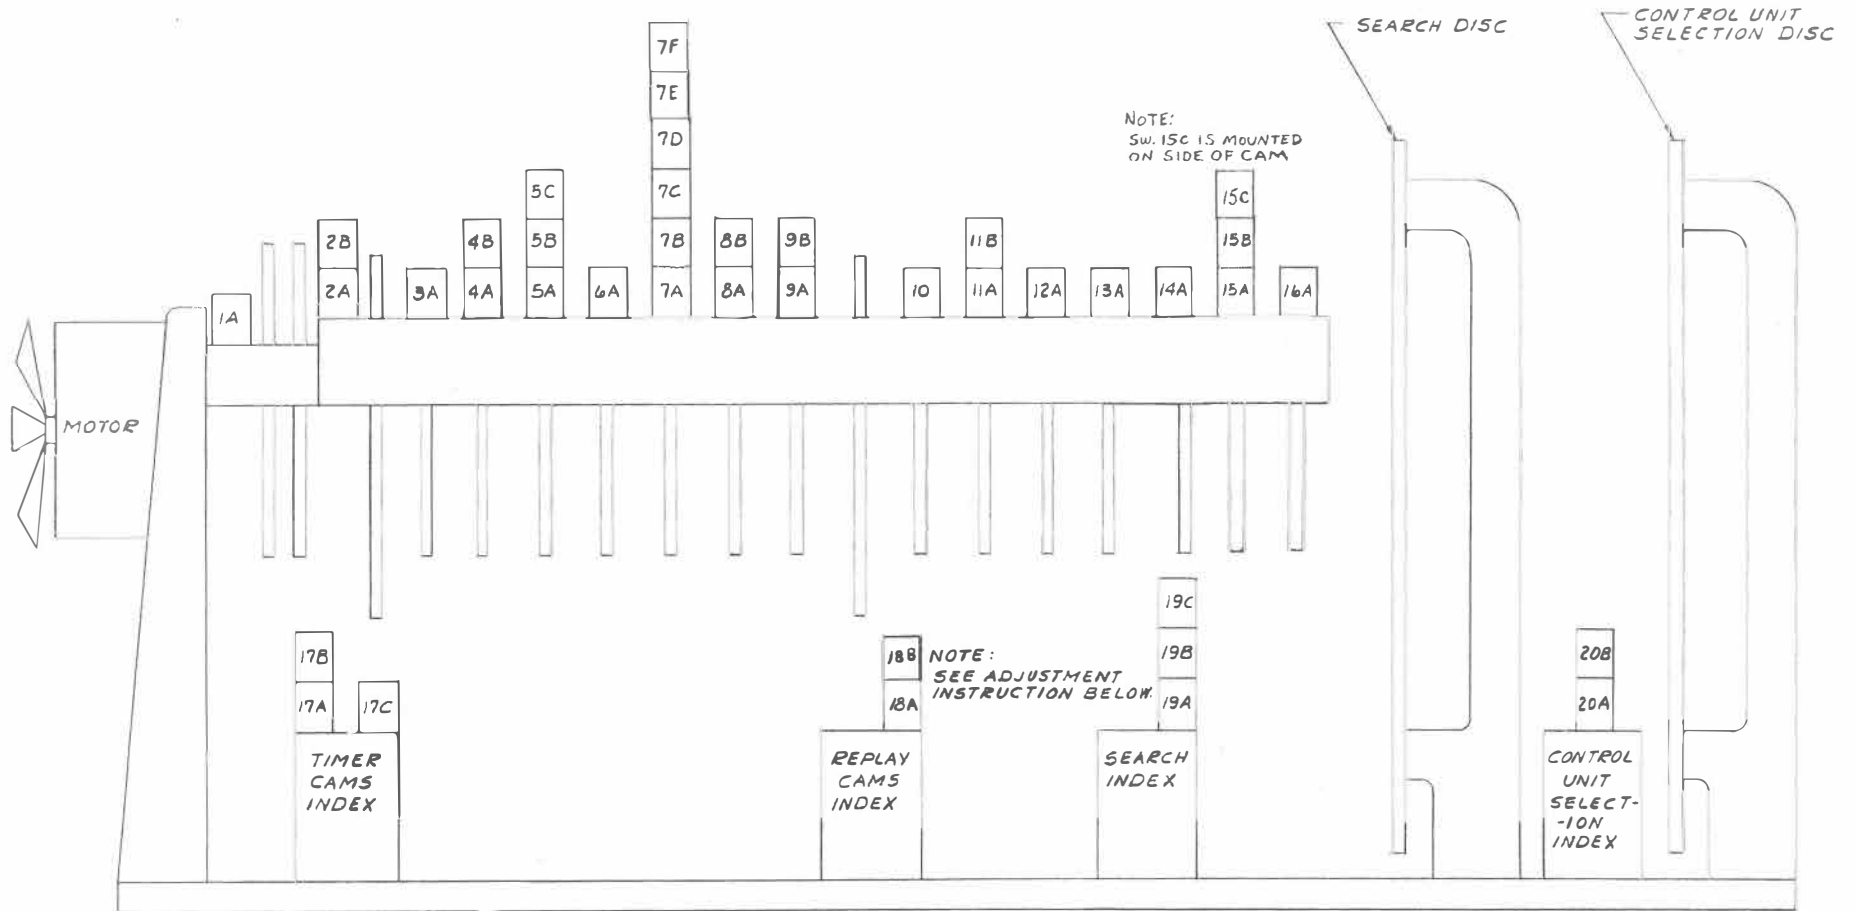 SEARCH DISC
CONTROL UNIT
SELECTION DISC
NOTE:
SW. 15C IS MOUNTED
ON SIDE OF CAM
7F
7E
7D
5C
7C
15C
2B
4B
5B
7B
8B
9B
11B
15B
1A
2A
3A
4A
5A
6A
7A
8A
9A
10
11A
12A
13A
14A
15A
16A
MOTOR
19C
17B
18B
NOTE:
SEE ADJUSTMENT
INSTRUCTION BELOW.
19B
20B
17A
17C
18A
19A
20A
TIMER
CAMS
INDEX
REPLAY
CAMS
INDEX
SEARCH
INDEX
CONTROL
UNIT
SELECT-
-ION
INDEX